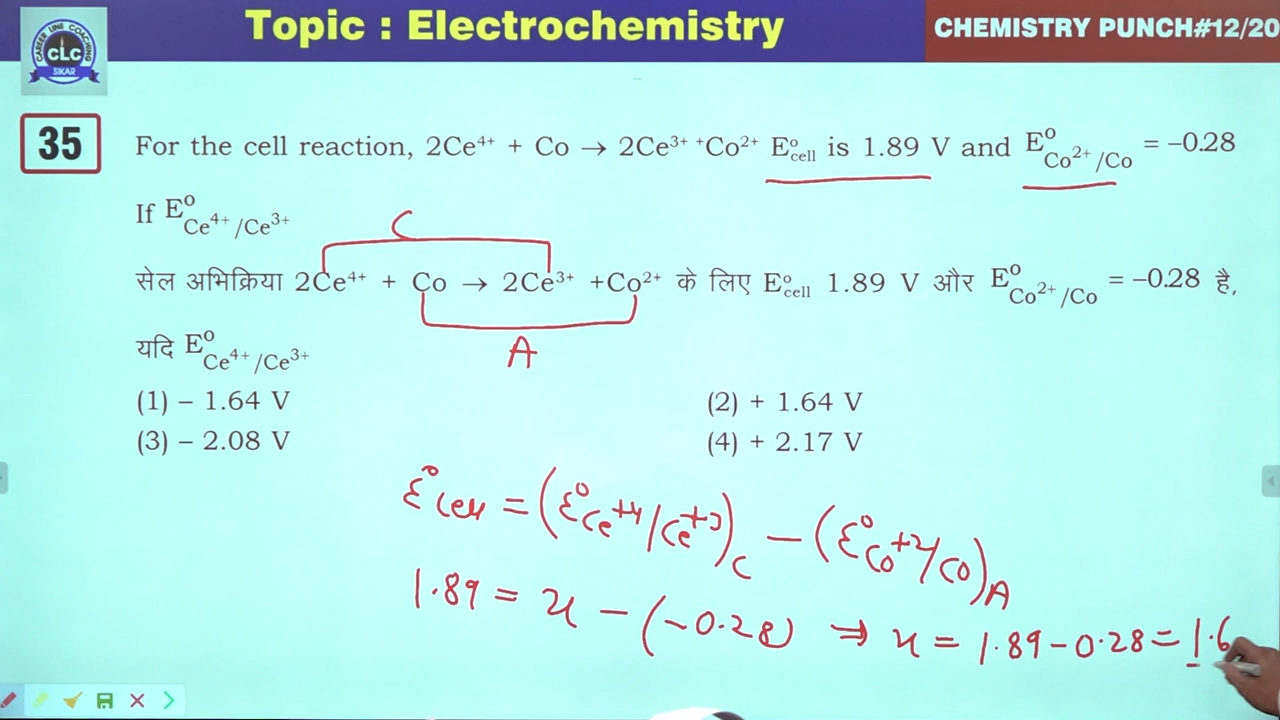 CAREER LINE COACHING
CLC
SIKAR
Topic : Electrochemistry
CHEMISTRY PUNCH#12/20
35
For the cell reaction, 2Ce⁴⁺ + Co → 2Ce³⁺ ⁺Co²⁺ E°cell is 1.89 V and E°Co²⁺/Co = –0.28
If E°Ce⁴⁺/Ce³⁺
C
सेल अभिक्रिया 2Ce⁴⁺ + Co → 2Ce³⁺ +Co²⁺ के लिए E°cell 1.89 V और E°Co²⁺/Co = –0.28 है,
A
यदि E°Ce⁴⁺/Ce³⁺
(1) – 1.64 V
(2) + 1.64 V
(3) – 2.08 V
(4) + 2.17 V
E°cell = (E°Ce⁺⁴/Ce⁺³)C – (E°Co⁺²/Co)A
1.89 = x – (–0.28) ⇒ x = 1.89 – 0.28 = 1.6